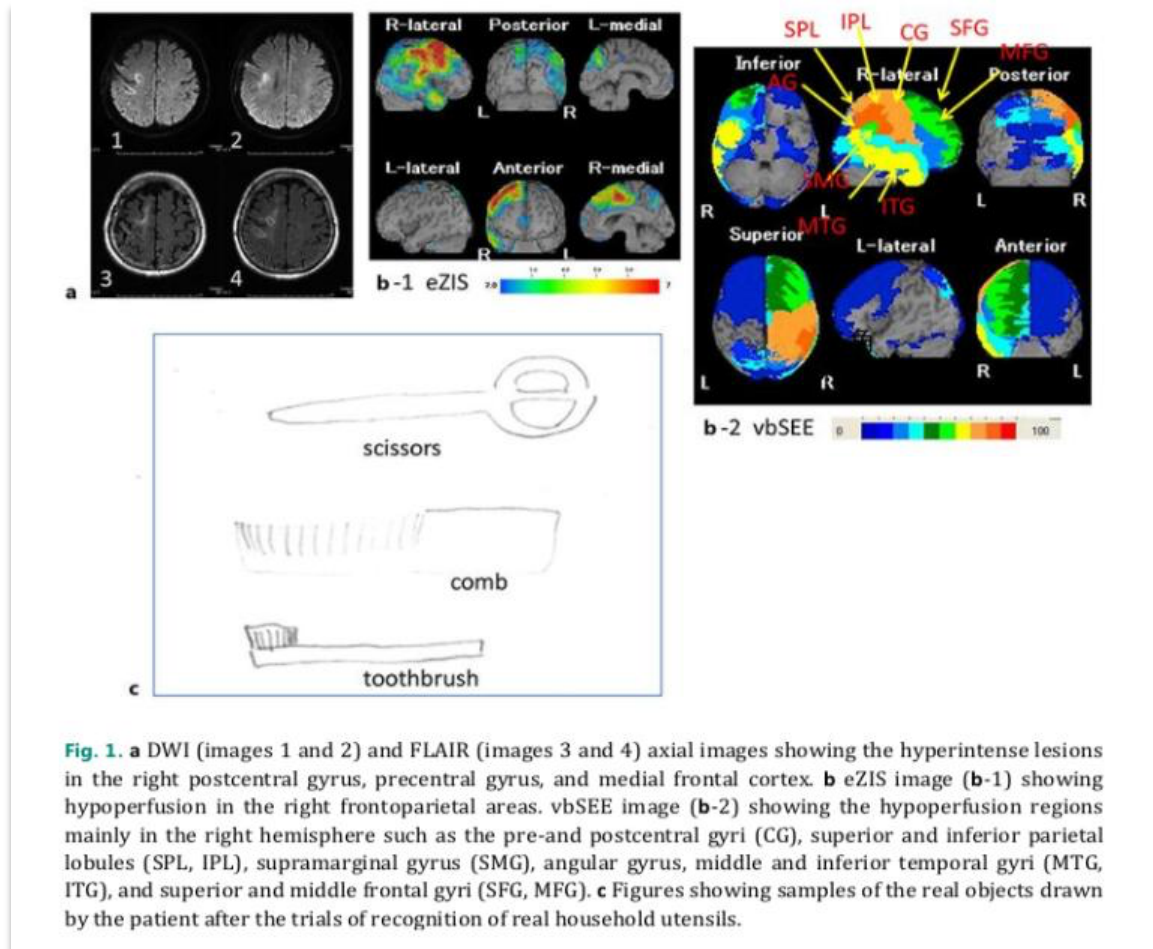 R-lateral Posterior L-medial
L R
1 2
L-lateral Anterior R-medial
R L
3 4
a
b-1 eZIS 2.0 7
SPL IPL CG SFG
MFG
Inferior R-lateral Posterior
AG
SMG
ITG
R L L R
MTG
Superior L-lateral Anterior
L R R L
b-2 vbSEE 0 100
scissors
comb
toothbrush
c
Fig. 1. a DWI (images 1 and 2) and FLAIR (images 3 and 4) axial images showing the hyperintense lesions
in the right postcentral gyrus, precentral gyrus, and medial frontal cortex. b eZIS image (b-1) showing
hypoperfusion in the right frontoparietal areas. vbSEE image (b-2) showing the hypoperfusion regions
mainly in the right hemisphere such as the pre-and postcentral gyri (CG), superior and inferior parietal
lobules (SPL, IPL), supramarginal gyrus (SMG), angular gyrus, middle and inferior temporal gyri (MTG,
ITG), and superior and middle frontal gyri (SFG, MFG). c Figures showing samples of the real objects drawn
by the patient after the trials of recognition of real household utensils.